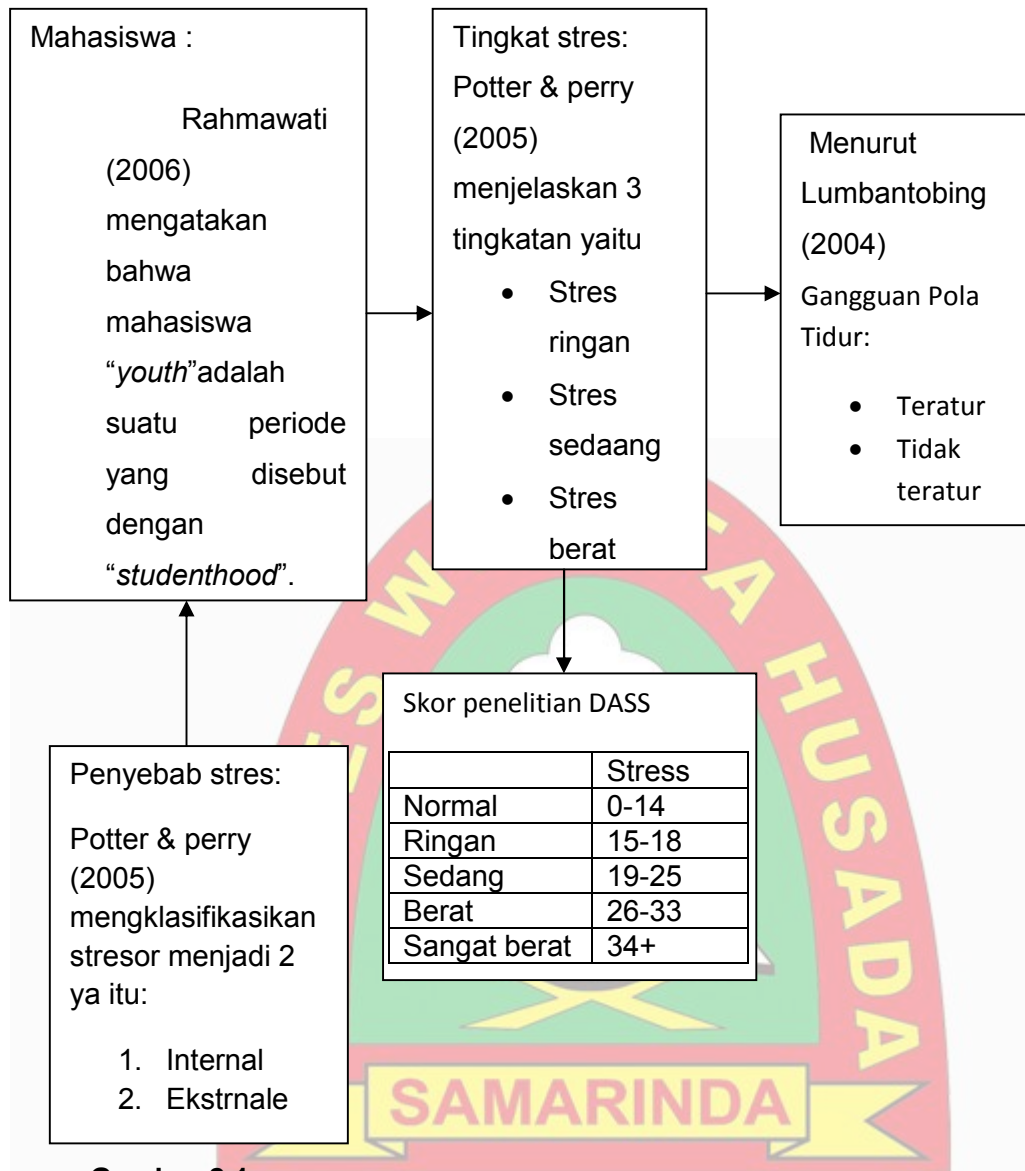 Mahasiswa :
Rahmawati
(2006)
mengatakan
bahwa
mahasiswa
“youth”adalah
suatu periode
yang disebut
dengan
“studenthood”.
Tingkat stres:
Potter & perry
(2005)
menjelaskan 3
tingkatan yaitu
• Stres
ringan
• Stres
sedaang
• Stres
berat
Menurut
Lumbantobing
(2004)
Gangguan Pola
Tidur:
• Teratur
• Tidak
teratur
Penyebab stres:
Potter & perry
(2005)
mengklasifikasikan
stresor menjadi 2
ya itu:
1. Internal
2. Ekstrnale
Skor penelitian DASS
Stress
Normal 0-14
Ringan 15-18
Sedang 19-25
Berat 26-33
Sangat berat 34+
HUSADA
SAMARINDA